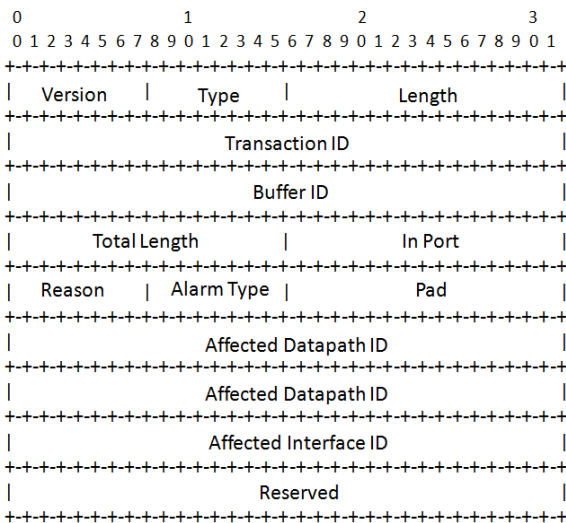 0 1 2 3
0 1 2 3 4 5 6 7 8 9 0 1 2 3 4 5 6 7 8 9 0 1 2 3 4 5 6 7 8 9 0 1
+-+-+-+-+-+-+-+-+-+-+-+-+-+-+-+-+-+-+-+-+-+-+-+-+-+-+-+-+-+-+-+-+
| Version | Type | Length |
+-+-+-+-+-+-+-+-+-+-+-+-+-+-+-+-+-+-+-+-+-+-+-+-+-+-+-+-+-+-+-+-+
| Transaction ID |
+-+-+-+-+-+-+-+-+-+-+-+-+-+-+-+-+-+-+-+-+-+-+-+-+-+-+-+-+-+-+-+-+
| Buffer ID |
+-+-+-+-+-+-+-+-+-+-+-+-+-+-+-+-+-+-+-+-+-+-+-+-+-+-+-+-+-+-+-+-+
| Total Length | In Port |
+-+-+-+-+-+-+-+-+-+-+-+-+-+-+-+-+-+-+-+-+-+-+-+-+-+-+-+-+-+-+-+-+
| Reason | Alarm Type | Pad |
+-+-+-+-+-+-+-+-+-+-+-+-+-+-+-+-+-+-+-+-+-+-+-+-+-+-+-+-+-+-+-+-+
| Affected Datapath ID |
+-+-+-+-+-+-+-+-+-+-+-+-+-+-+-+-+-+-+-+-+-+-+-+-+-+-+-+-+-+-+-+-+
| Affected Datapath ID |
+-+-+-+-+-+-+-+-+-+-+-+-+-+-+-+-+-+-+-+-+-+-+-+-+-+-+-+-+-+-+-+-+
| Affected Interface ID |
+-+-+-+-+-+-+-+-+-+-+-+-+-+-+-+-+-+-+-+-+-+-+-+-+-+-+-+-+-+-+-+-+
| Reserved |
+-+-+-+-+-+-+-+-+-+-+-+-+-+-+-+-+-+-+-+-+-+-+-+-+-+-+-+-+-+-+-+-+